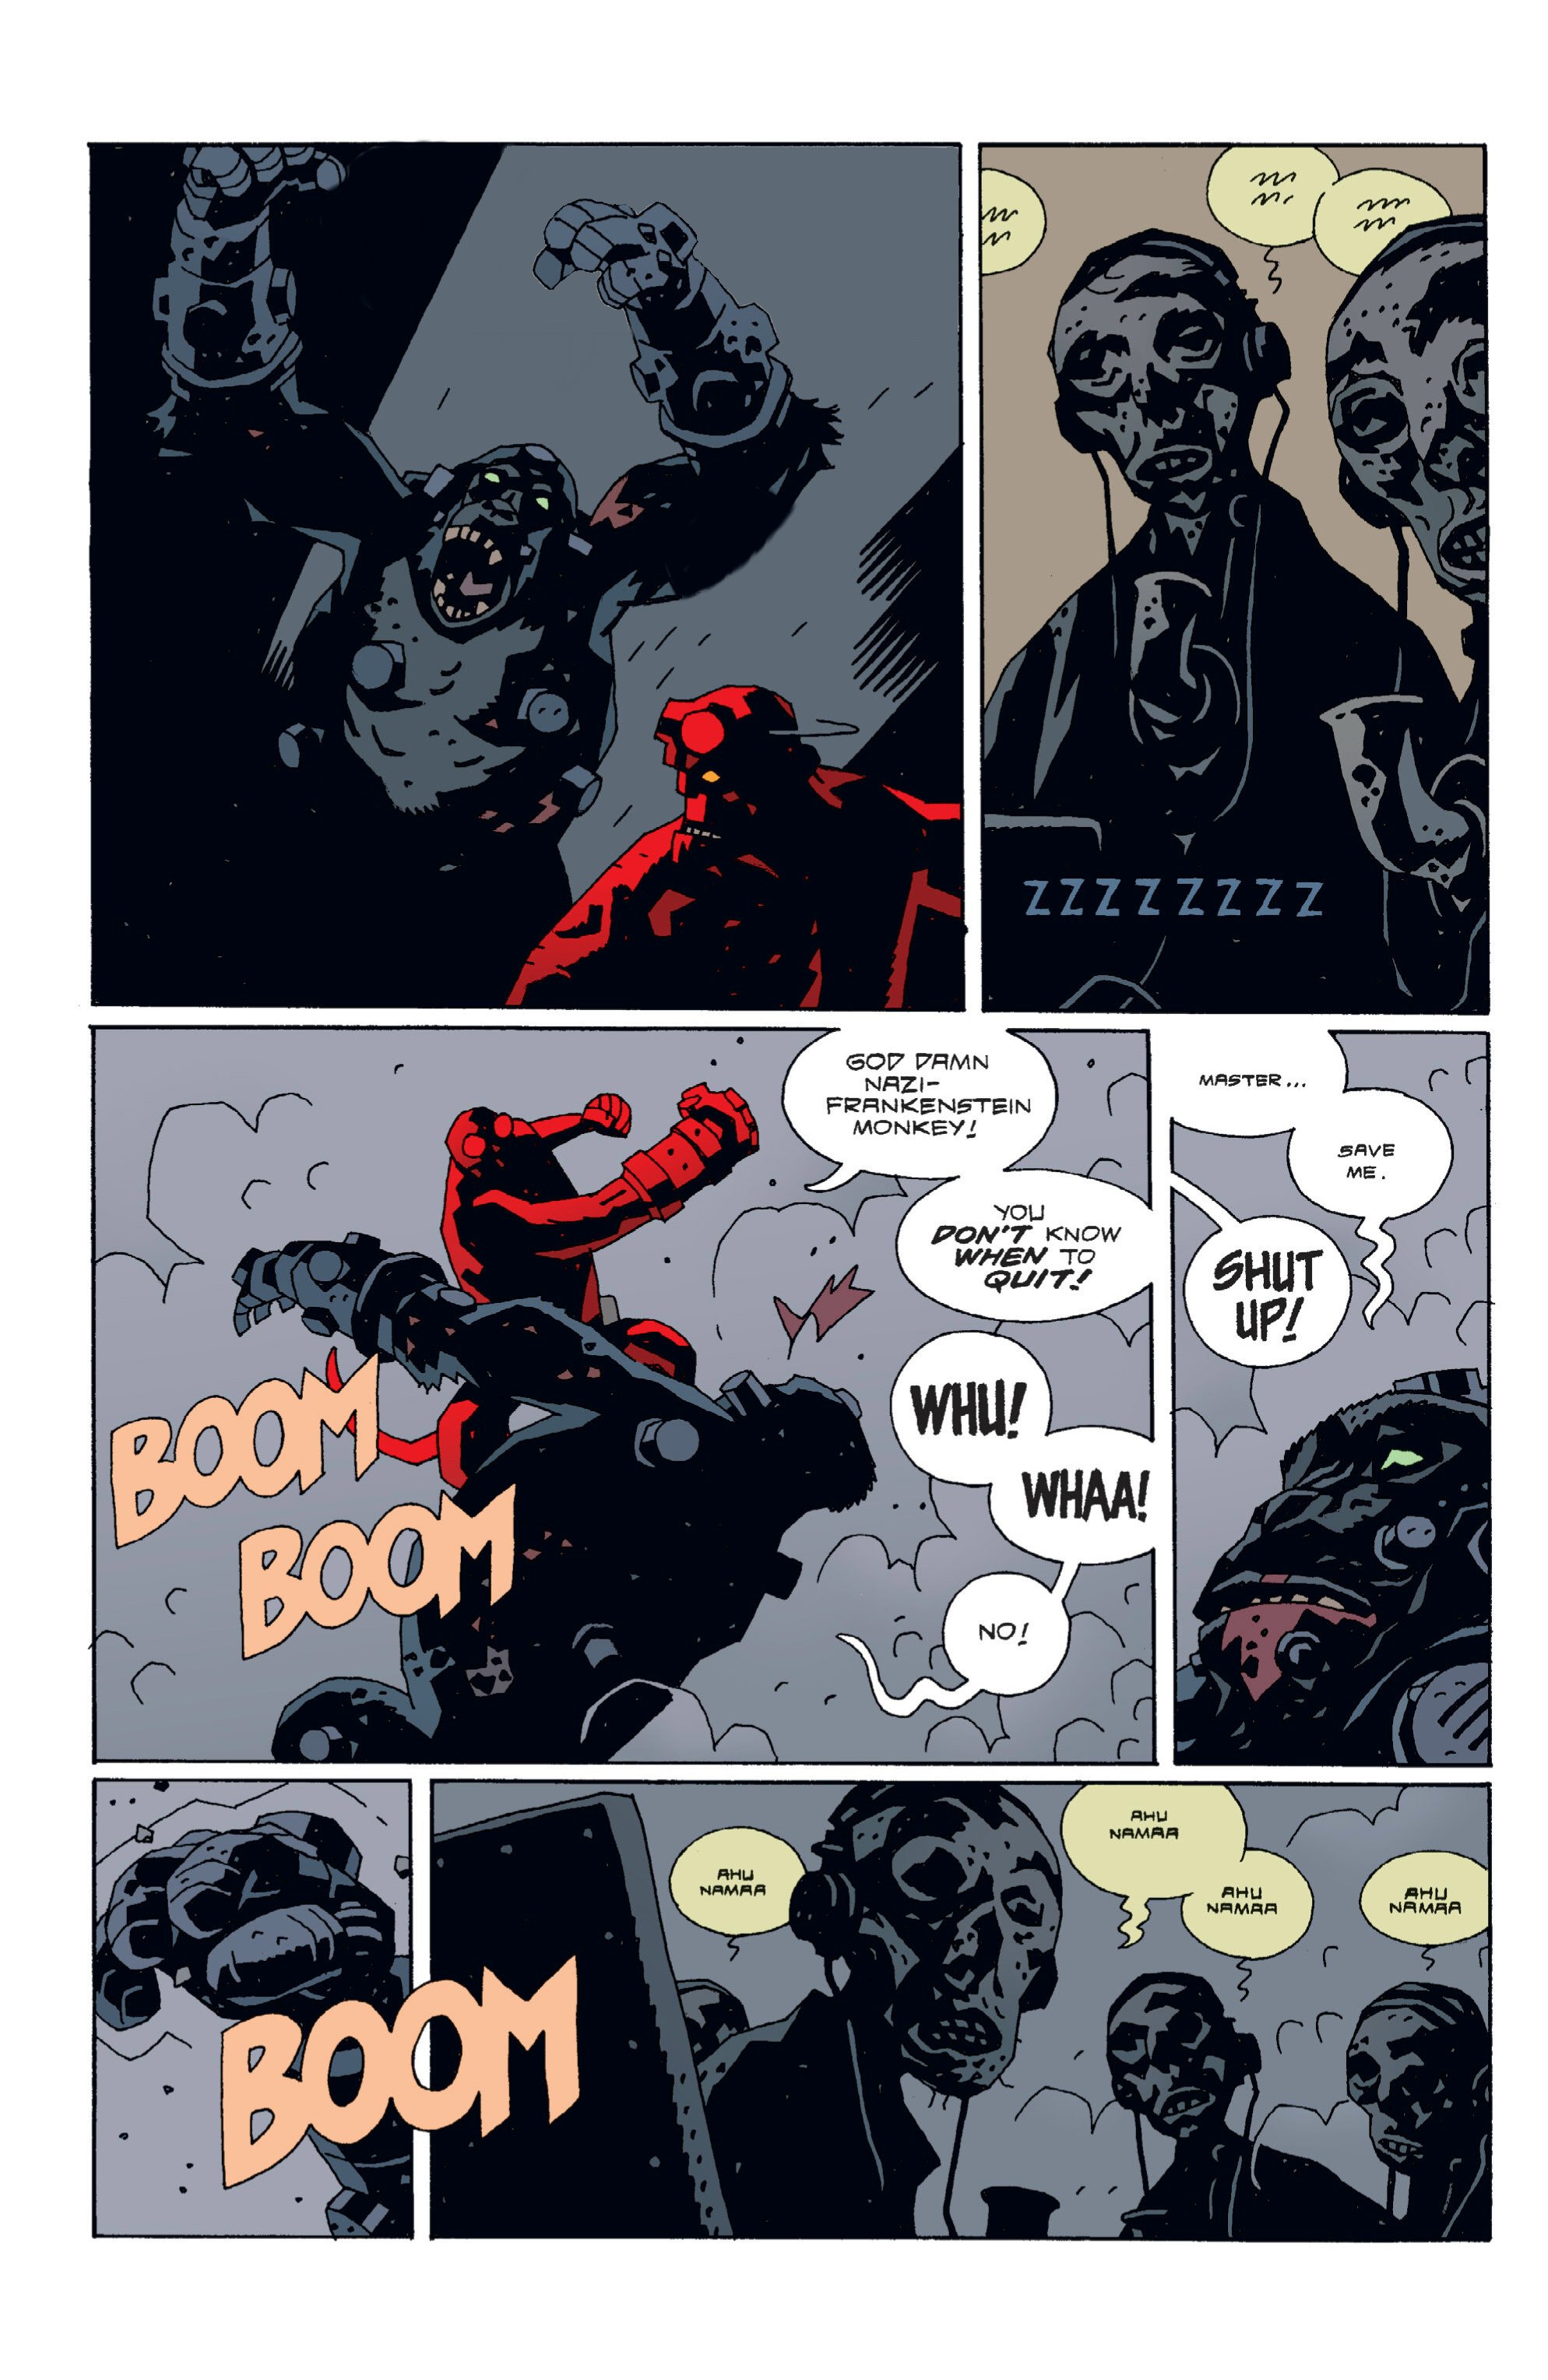 ZZZZZZZZ
GOD DAMN
NAZI-
FRANKENSTEIN
MONKEY!
YOU
DON'T KNOW
WHEN TO
QUIT!
WHU!
WHAA!
NO!
BOOM
BOOM
MASTER...
SAVE
ME.
SHUT
UP!
BOOM
AHU
NAMAA
AHU
NAMAA
AHU
NAMAA
AHU
NAMAA